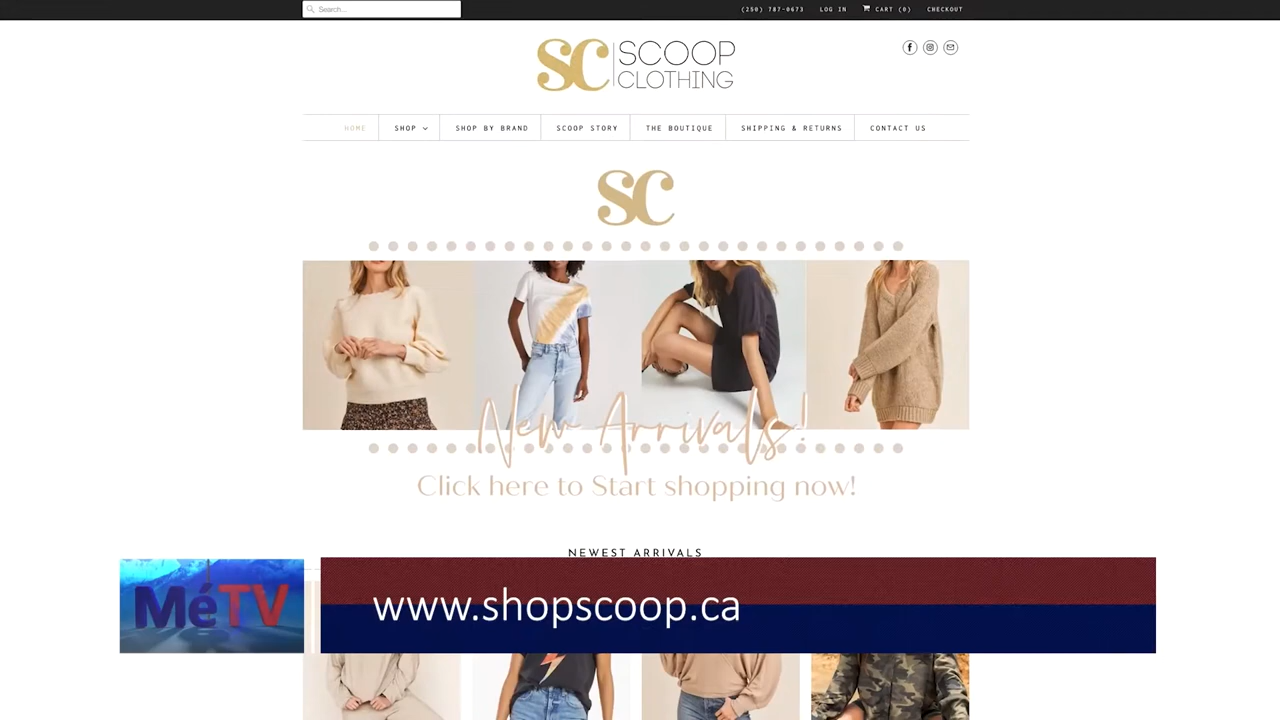 Search...
(250) 787-0673 LOG IN CART (0) CHECKOUT
SC SCOOP
CLOTHING
HOME SHOP SHOP BY BRAND SCOOP STORY THE BOUTIQUE SHIPPING & RETURNS CONTACT US
SC
New Arrivals!
Click here to Start shopping now!
NEWEST ARRIVALS
MéTV
www.shopscoop.ca